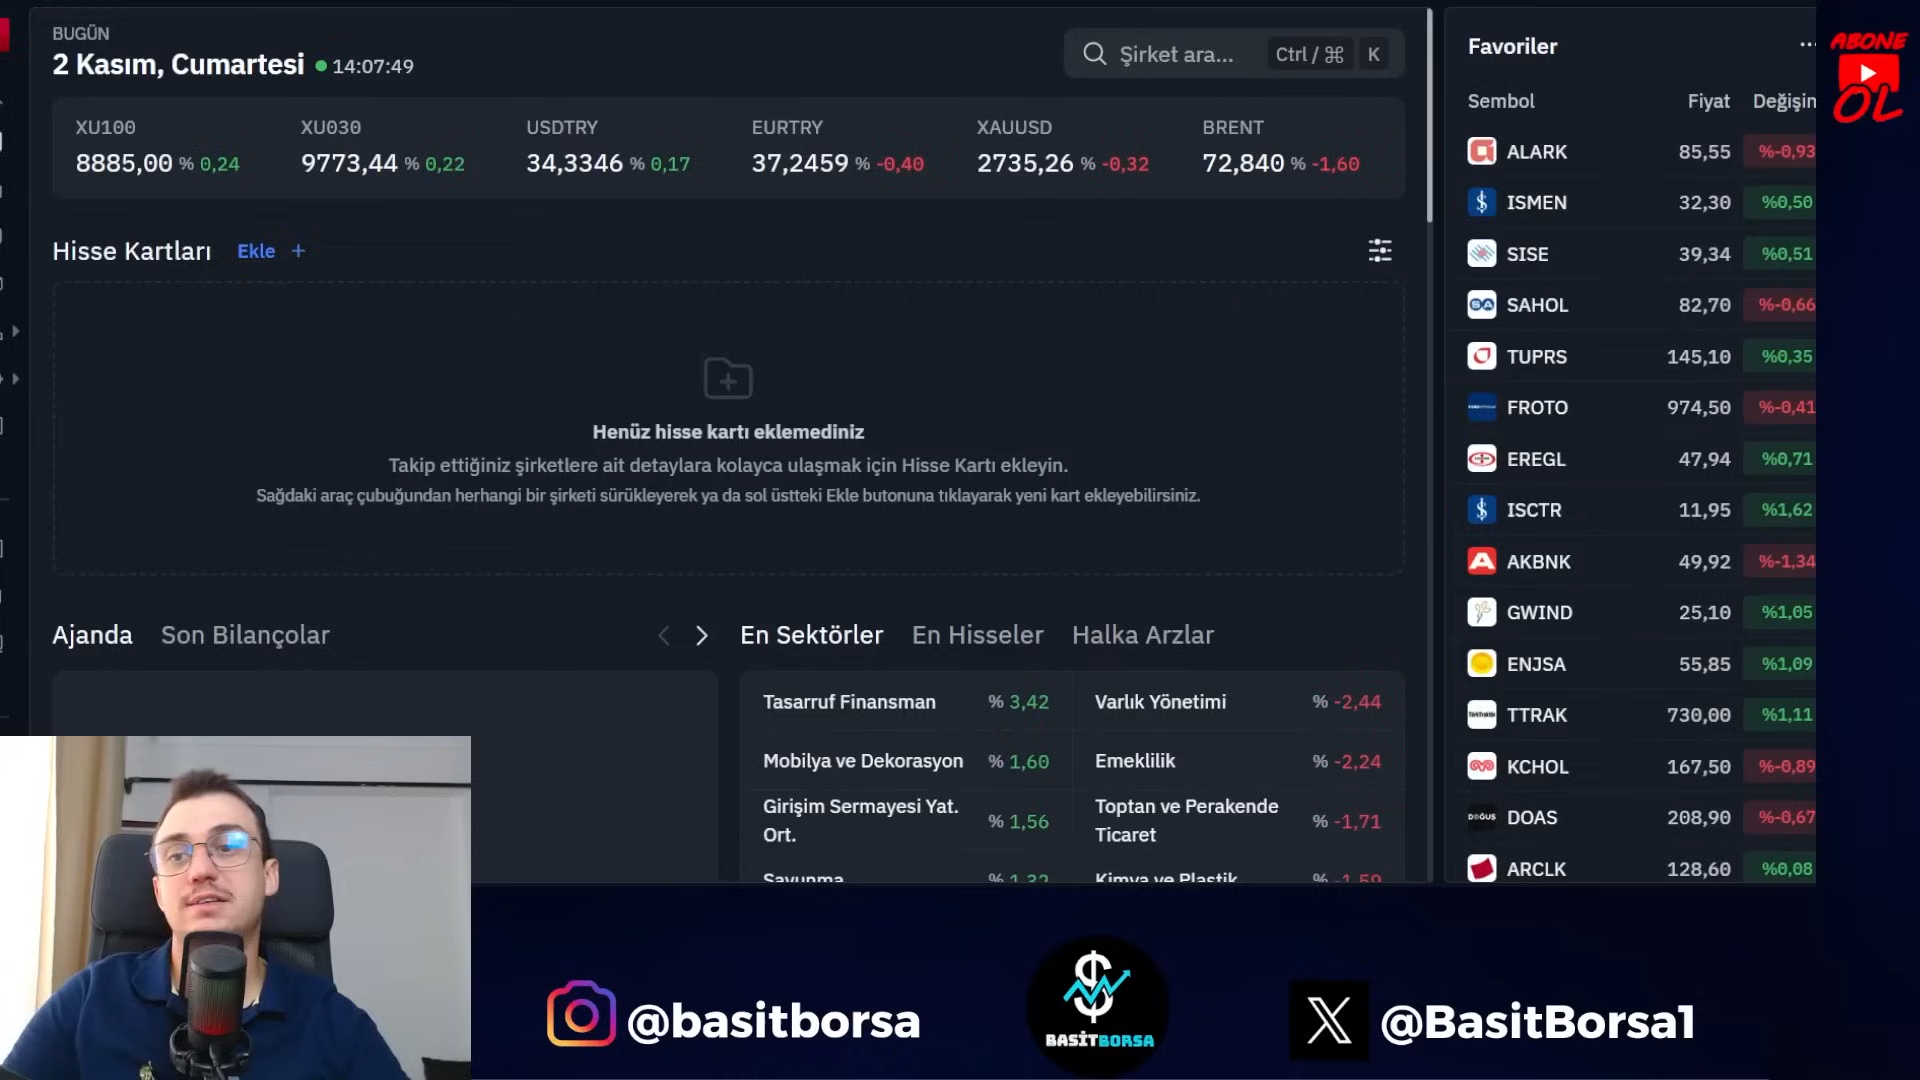 BUGÜN
2 Kasım, Cumartesi 14:07:49
Şirket ara... Ctrl / ⌘ K
XU100 XU030 USDTRY EURTRY XAUUSD BRENT
8885,00 % 0,24 9773,44 % 0,22 34,3346 % 0,17 37,2459 % -0,40 2735,26 % -0,32 72,840 % -1,60
Hisse Kartları Ekle +
Henüz hisse kartı eklemediniz
Takip ettiğiniz şirketlere ait detaylara kolayca ulaşmak için Hisse Kartı ekleyin.
Sağdaki araç çubuğundan herhangi bir şirketi sürükleyerek ya da sol üstteki Ekle butonuna tıklayarak yeni kart ekleyebilirsiniz.
Ajanda Son Bilançolar
En Sektörler En Hisseler Halka Arzlar
Tasarruf Finansman % 3,42 Varlık Yönetimi % -2,44
Mobilya ve Dekorasyon % 1,60 Emeklilik % -2,24
Girişim Sermayesi Yat.
Ort. % 1,56
Toptan ve Perakende
Ticaret % -1,71
Savunma % 1,32 Kimya ve Plastik % -1,59
Favoriler ...
Sembol Fiyat Değişim
ALARK 85,55 %-0,93
ISMEN 32,30 %0,50
SISE 39,34 %0,51
SAHOL 82,70 %-0,66
TUPRS 145,10 %0,35
FROTO 974,50 %-0,41
EREGL 47,94 %0,71
ISCTR 11,95 %1,62
AKBNK 49,92 %-1,34
GWIND 25,10 %1,05
ENJSA 55,85 %1,09
TTRAK 730,00 %1,11
KCHOL 167,50 %-0,89
DOĞUŞ DOAS 208,90 %-0,67
ARCLK 128,60 %0,08
ABONE
OL
@basitborsa
BASİTBORSA
@BasitBorsa1